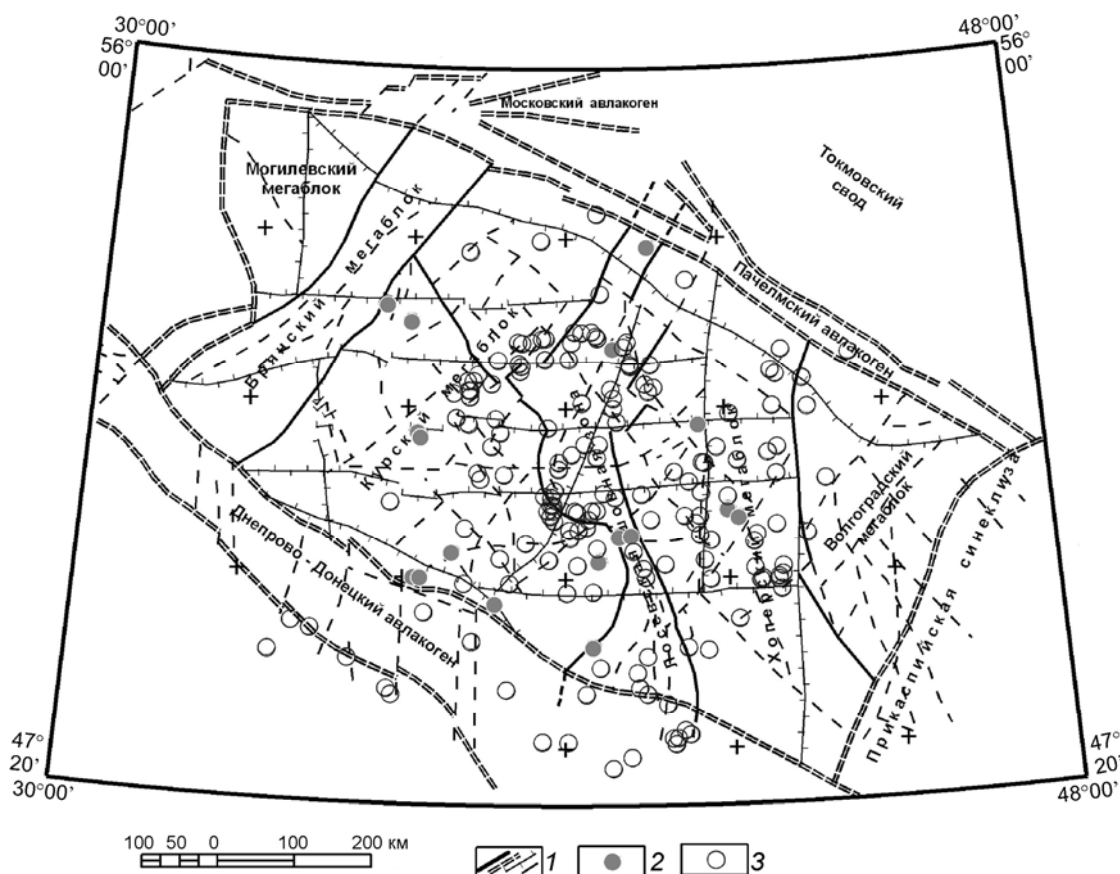 30°00'
56°
00'
48°00'
56°
00'
Московский авлакоген
Могилевский
мегаблок
Токмовский
свод
Брянский мегаблок
Пачелмский авлакоген
Курский мегаблок
Хоперский мегаблок
Волгоградский
мегаблок
Днепрово - Донецкий авлакоген
Прикаспийская синеклиза
47°
20'
30°00'
47°
20'
48°00'
100 50 0 100 200 км
1 2 3